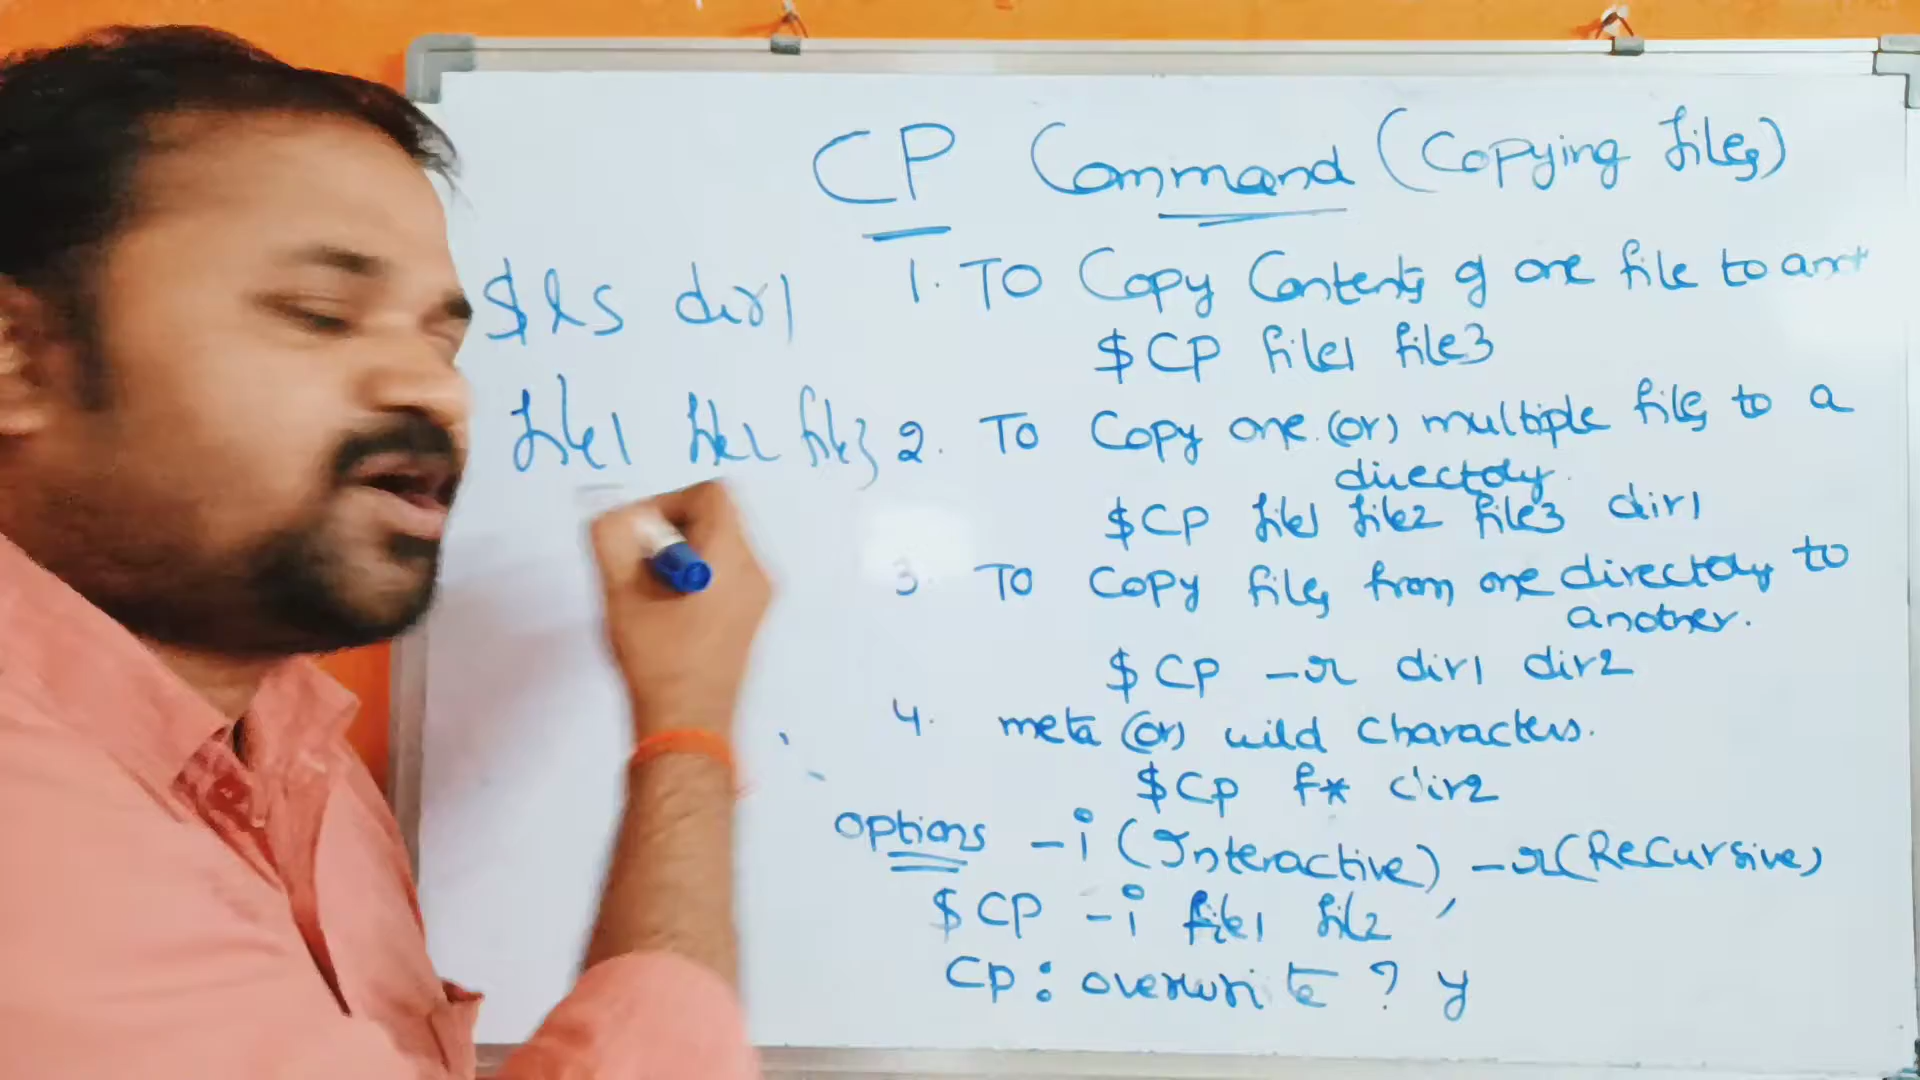 CP Command (Copying files)
$ls dir1
file1 file2 file3
1. To Copy Contents of one file to anot
$CP file1 file3
2. To Copy one (or) multiple files to a
directory.
$CP file1 file2 file3 dir1
3. To Copy files from one directory to
another.
$ CP -r dir1 dir2
4. meta (or) wild characters.
$Cp f* dir2
options -i (Interactive) -r (Recursive)
$CP -i file1 file2
Cp: overwrite ? y